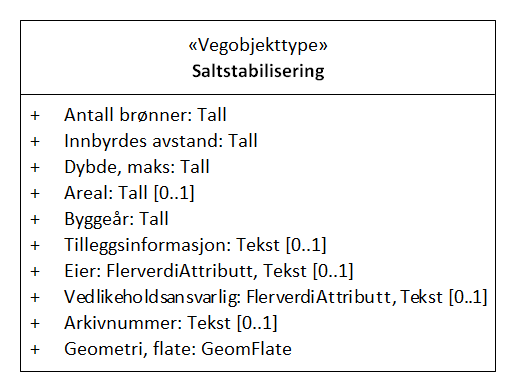 «Vegobjekttype»
Saltstabilisering
+ Antall brønner: Tall
+ Innbyrdes avstand: Tall
+ Dybde, maks: Tall
+ Areal: Tall [0..1]
+ Byggeår: Tall
+ Tilleggsinformasjon: Tekst [0..1]
+ Eier: FlerverdiAttributt, Tekst [0..1]
+ Vedlikeholdsansvarlig: FlerverdiAttributt, Tekst [0..1]
+ Arkivnummer: Tekst [0..1]
+ Geometri, flate: GeomFlate